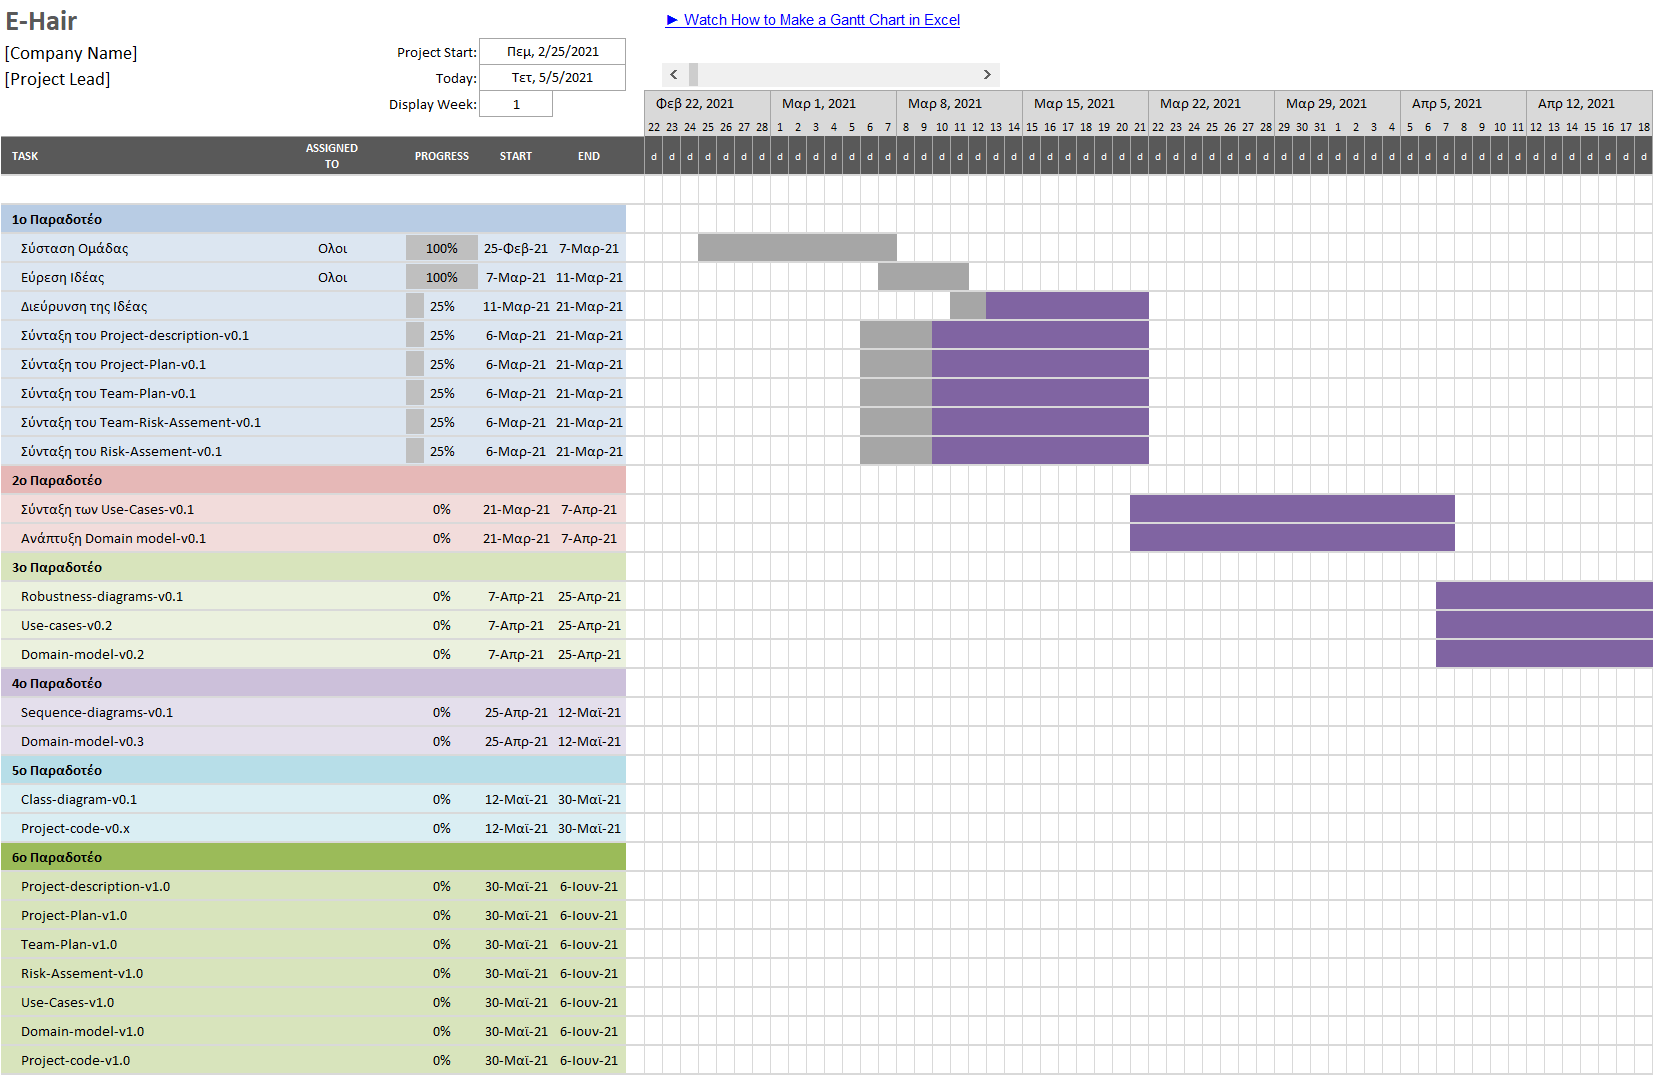 E-Hair
► Watch How to Make a Gantt Chart in Excel
[Company Name]
Project Start: Πεμ, 2/25/2021
[Project Lead]
Today: Τετ, 5/5/2021
Display Week: 1
Φεβ 22, 2021 Μαρ 1, 2021 Μαρ 8, 2021 Μαρ 15, 2021 Μαρ 22, 2021 Μαρ 29, 2021 Απρ 5, 2021 Απρ 12, 2021
22 23 24 25 26 27 28 1 2 3 4 5 6 7 8 9 10 11 12 13 14 15 16 17 18 19 20 21 22 23 24 25 26 27 28 29 30 31 1 2 3 4 5 6 7 8 9 10 11 12 13 14 15 16 17 18
TASK ASSIGNED TO PROGRESS START END d d d d d d d d d d d d d d d d d d d d d d d d d d d d d d d d d d d d d d d d d d d d d d d d d d d d d d d d
1ο Παραδοτέο
Σύσταση Ομάδας Ολοι 100% 25-Φεβ-21 7-Μαρ-21
Εύρεση Ιδέας Ολοι 100% 7-Μαρ-21 11-Μαρ-21
Διεύρυνση της Ιδέας 25% 11-Μαρ-21 21-Μαρ-21
Σύνταξη του Project-description-v0.1 25% 6-Μαρ-21 21-Μαρ-21
Σύνταξη του Project-Plan-v0.1 25% 6-Μαρ-21 21-Μαρ-21
Σύνταξη του Team-Plan-v0.1 25% 6-Μαρ-21 21-Μαρ-21
Σύνταξη του Team-Risk-Assement-v0.1 25% 6-Μαρ-21 21-Μαρ-21
Σύνταξη του Risk-Assement-v0.1 25% 6-Μαρ-21 21-Μαρ-21
2ο Παραδοτέο
Σύνταξη των Use-Cases-v0.1 0% 21-Μαρ-21 7-Απρ-21
Ανάπτυξη Domain model-v0.1 0% 21-Μαρ-21 7-Απρ-21
3ο Παραδοτέο
Robustness-diagrams-v0.1 0% 7-Απρ-21 25-Απρ-21
Use-cases-v0.2 0% 7-Απρ-21 25-Απρ-21
Domain-model-v0.2 0% 7-Απρ-21 25-Απρ-21
4ο Παραδοτέο
Sequence-diagrams-v0.1 0% 25-Απρ-21 12-Μαϊ-21
Domain-model-v0.3 0% 25-Απρ-21 12-Μαϊ-21
5ο Παραδοτέο
Class-diagram-v0.1 0% 12-Μαϊ-21 30-Μαϊ-21
Project-code-v0.x 0% 12-Μαϊ-21 30-Μαϊ-21
6ο Παραδοτέο
Project-description-v1.0 0% 30-Μαϊ-21 6-Ιουν-21
Project-Plan-v1.0 0% 30-Μαϊ-21 6-Ιουν-21
Team-Plan-v1.0 0% 30-Μαϊ-21 6-Ιουν-21
Risk-Assement-v1.0 0% 30-Μαϊ-21 6-Ιουν-21
Use-Cases-v1.0 0% 30-Μαϊ-21 6-Ιουν-21
Domain-model-v1.0 0% 30-Μαϊ-21 6-Ιουν-21
Project-code-v1.0 0% 30-Μαϊ-21 6-Ιουν-21